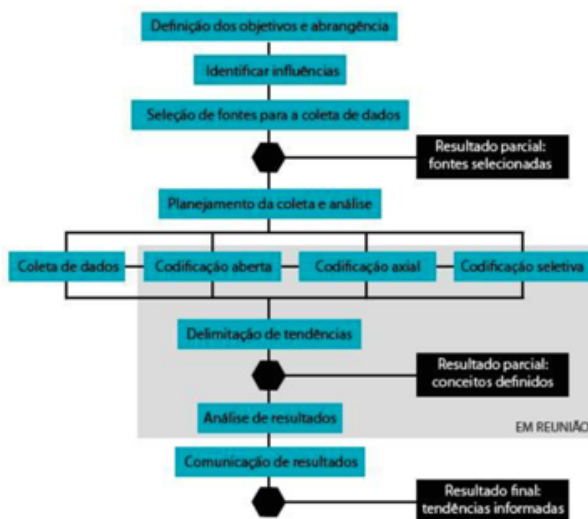 Definição dos objetivos e abrangência
Identificar influências
Seleção de fontes para a coleta de dados
Resultado parcial:
fontes selecionadas
Planejamento da coleta e análise
Coleta de dados
Codificação aberta
Codificação axial
Codificação seletiva
Delimitação de tendências
Resultado parcial:
conceitos definidos
Análise de resultados
EM REUNIÃO
Comunicação de resultados
Resultado final:
tendências informadas